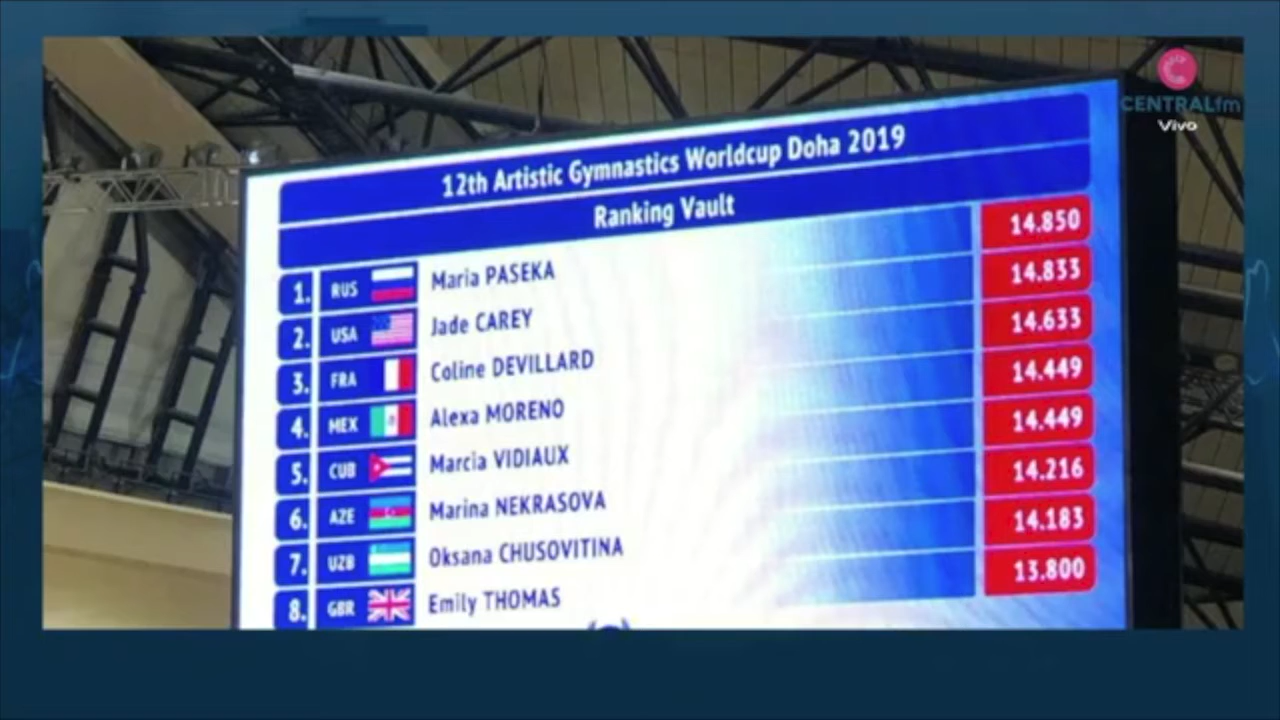 CENTRALfm
Vivo
12th Artistic Gymnastics Worldcup Doha 2019
Ranking Vault
1. RUS Maria PASEKA 14.850
2. USA Jade CAREY 14.833
3. FRA Coline DEVILLARD 14.633
4. MEX Alexa MORENO 14.449
5. CUB Marcia VIDIAUX 14.449
6. AZE Marina NEKRASOVA 14.216
7. UZB Oksana CHUSOVITINA 14.183
8. GBR Emily THOMAS 13.800